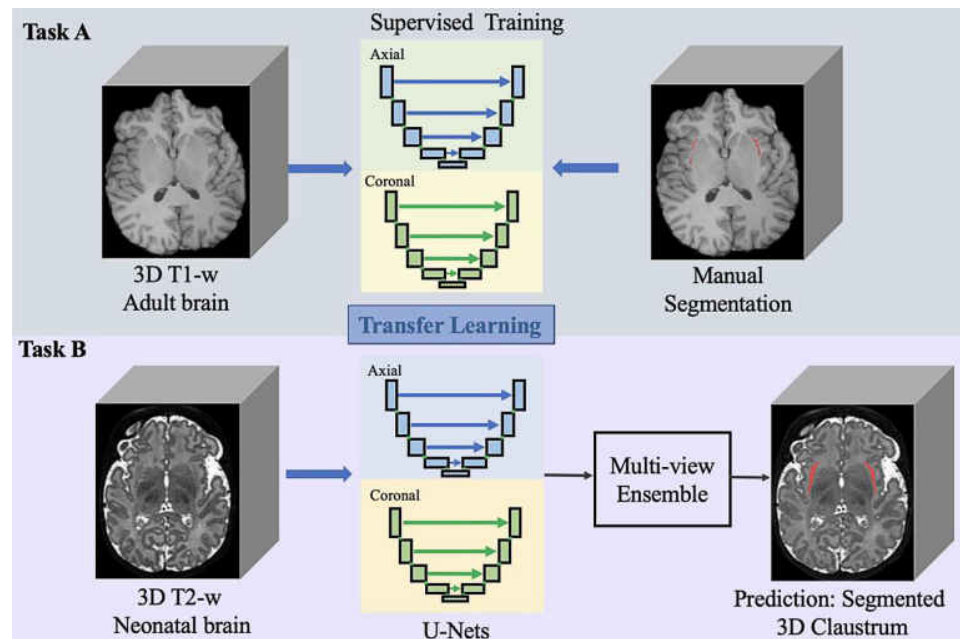 Task A
Supervised Training
Axial
Coronal
3D T1-w
Adult brain
Manual
Segmentation
Transfer Learning
Task B
Axial
Coronal
3D T2-w
Neonatal brain
U-Nets
Multi-view
Ensemble
Prediction: Segmented
3D Claustrum